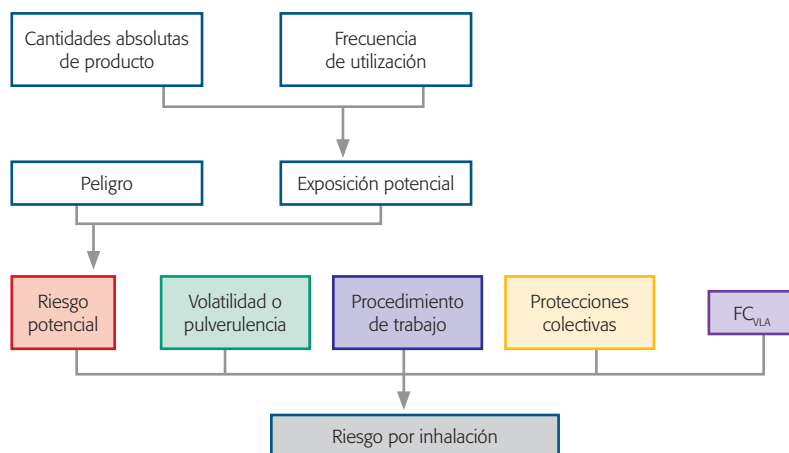 Cantidades absolutas
de producto
Frecuencia
de utilización
Peligro
Exposición potencial
Riesgo
potencial
Volatilidad o
pulverulencia
Procedimiento
de trabajo
Protecciones
colectivas
FC_VLA
Riesgo por inhalación